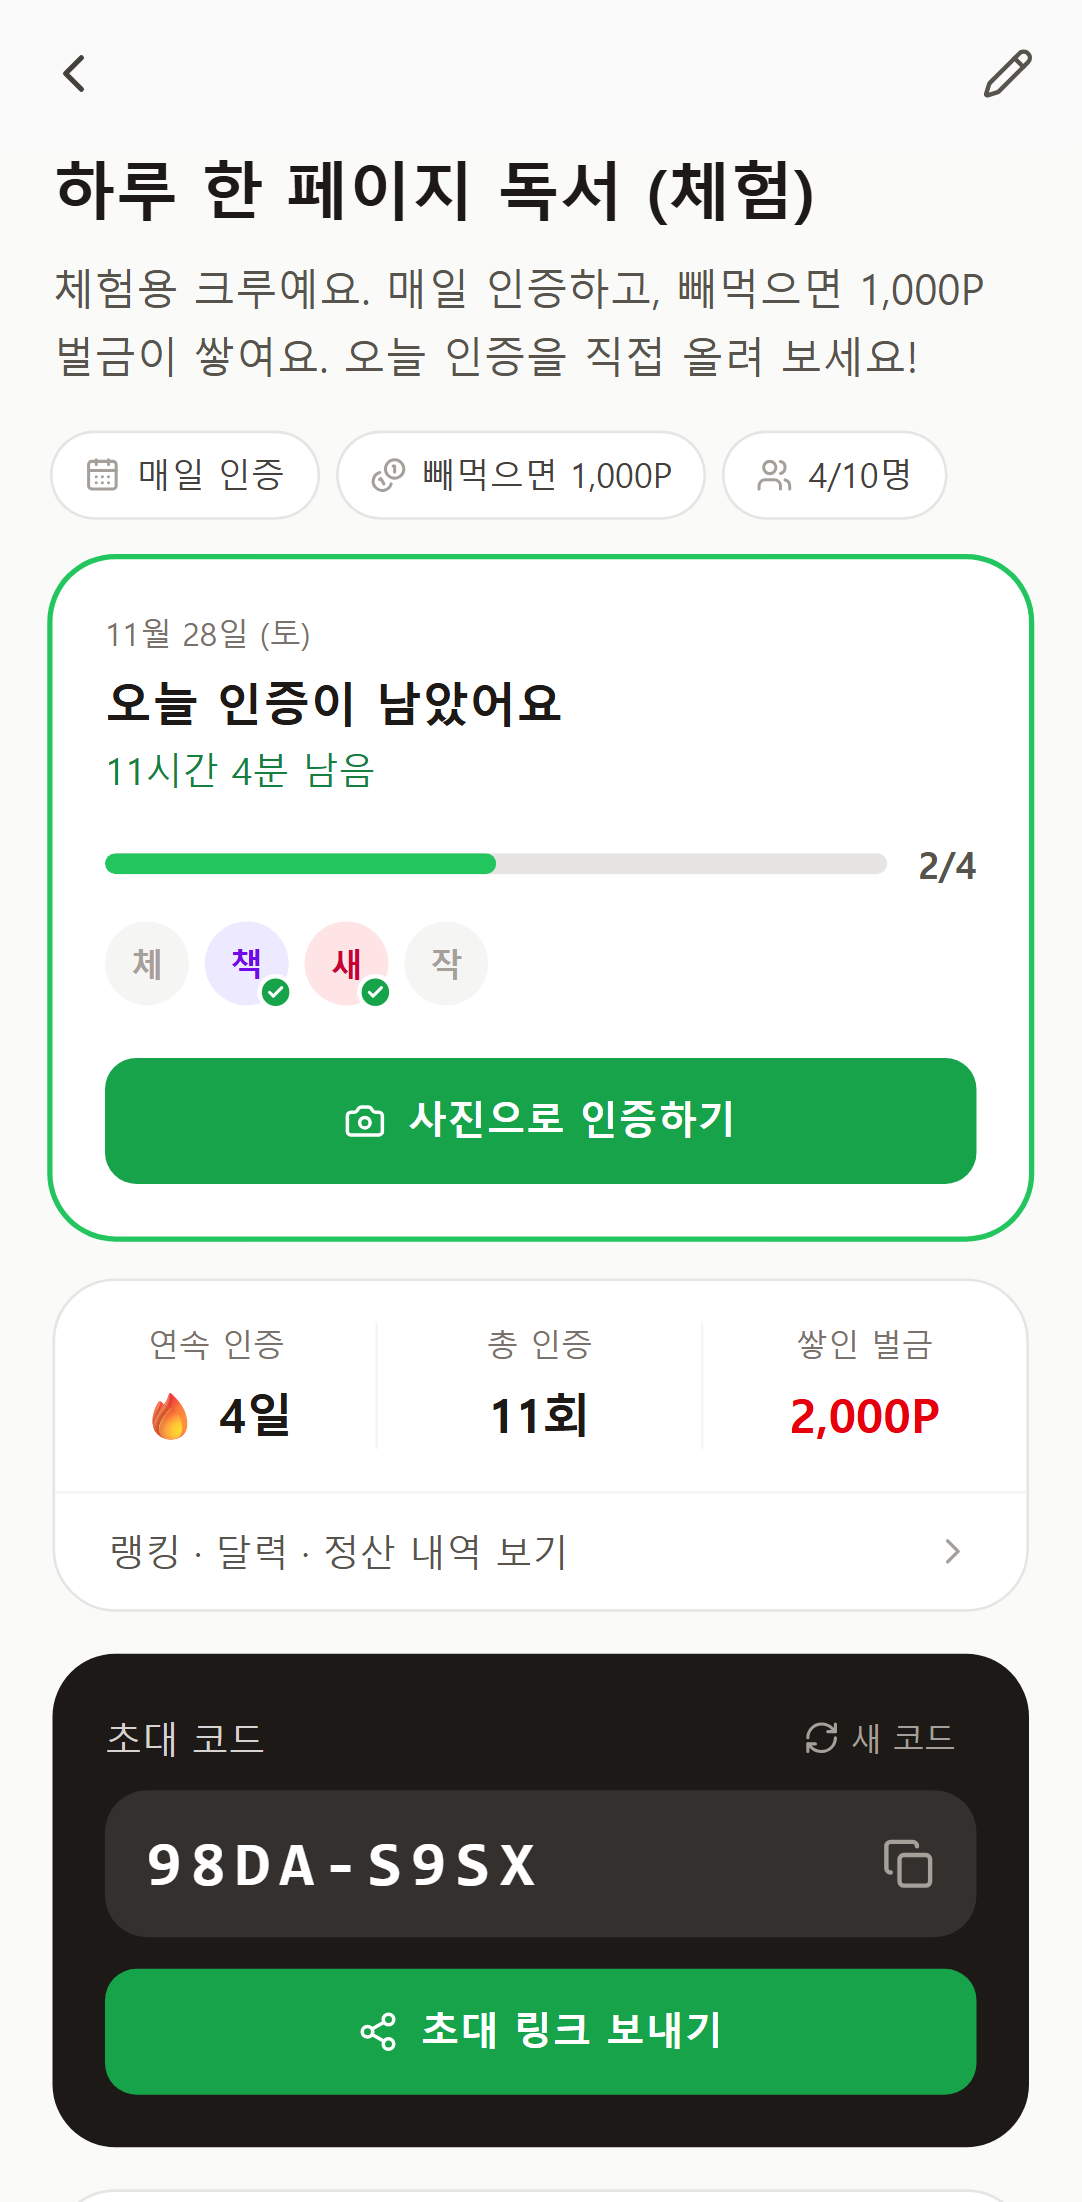 하루 한 페이지 독서 (체험)
체험용 크루예요. 매일 인증하고, 빼먹으면 1,000P
벌금이 쌓여요. 오늘 인증을 직접 올려 보세요!
매일 인증
빼먹으면 1,000P
4/10명
11월 28일 (토)
오늘 인증이 남았어요
11시간 4분 남음
2/4
체 책 새 작
사진으로 인증하기
연속 인증 총 인증 쌓인 벌금
4일 11회 2,000P
랭킹 · 달력 · 정산 내역 보기
초대 코드
새 코드
98DA-S9SX
초대 링크 보내기